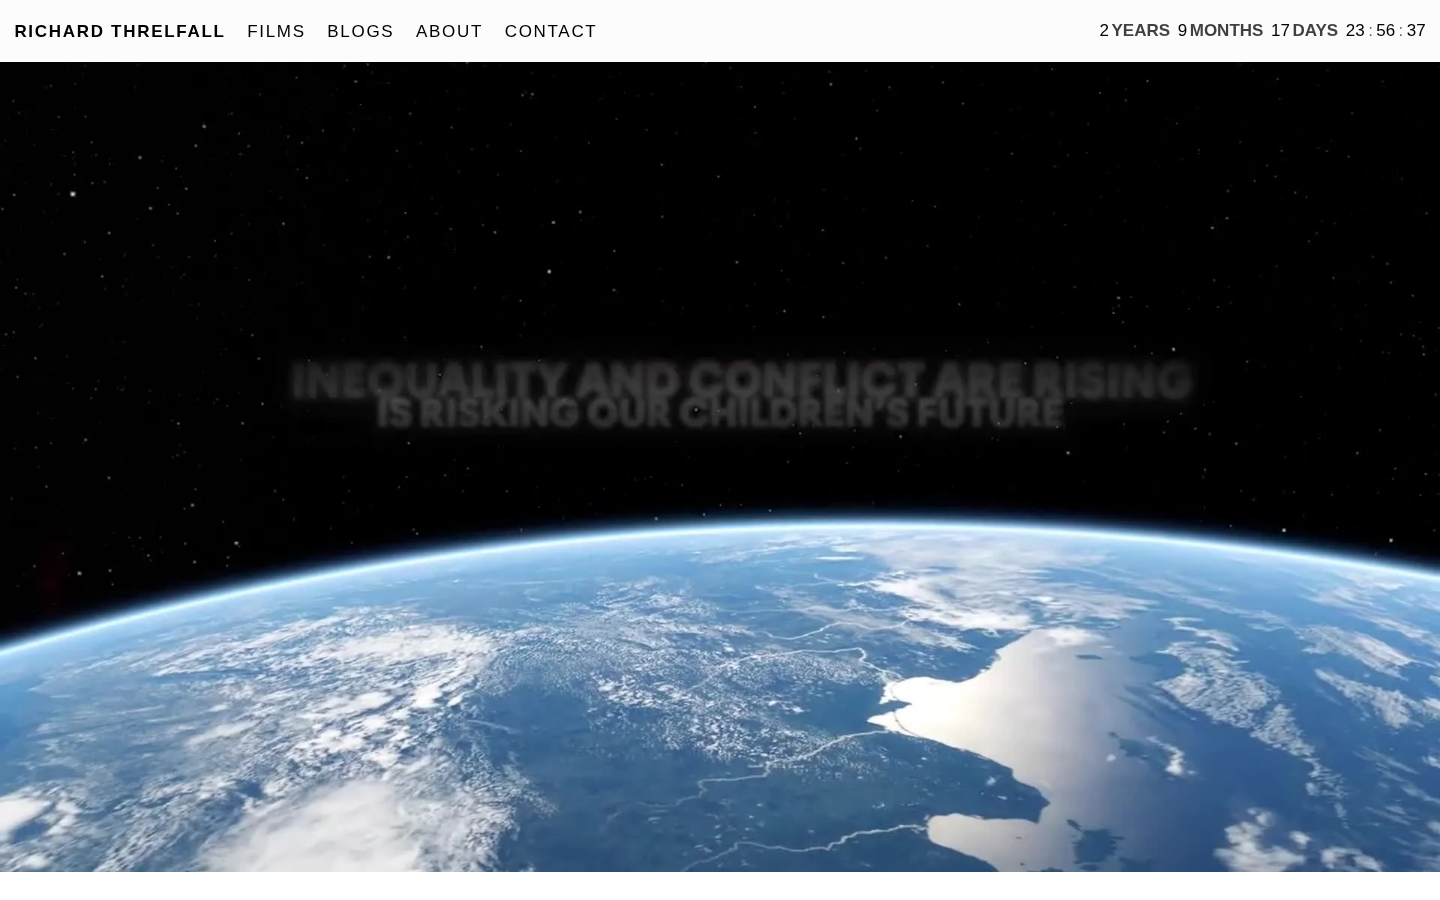 RICHARD THRELFALL FILMS BLOGS ABOUT CONTACT 2 YEARS 9 MONTHS 17 DAYS 23 : 56 : 37
INEQUALITY AND CONFLICT ARE RISING
IS RISKING OUR CHILDREN'S FUTURE